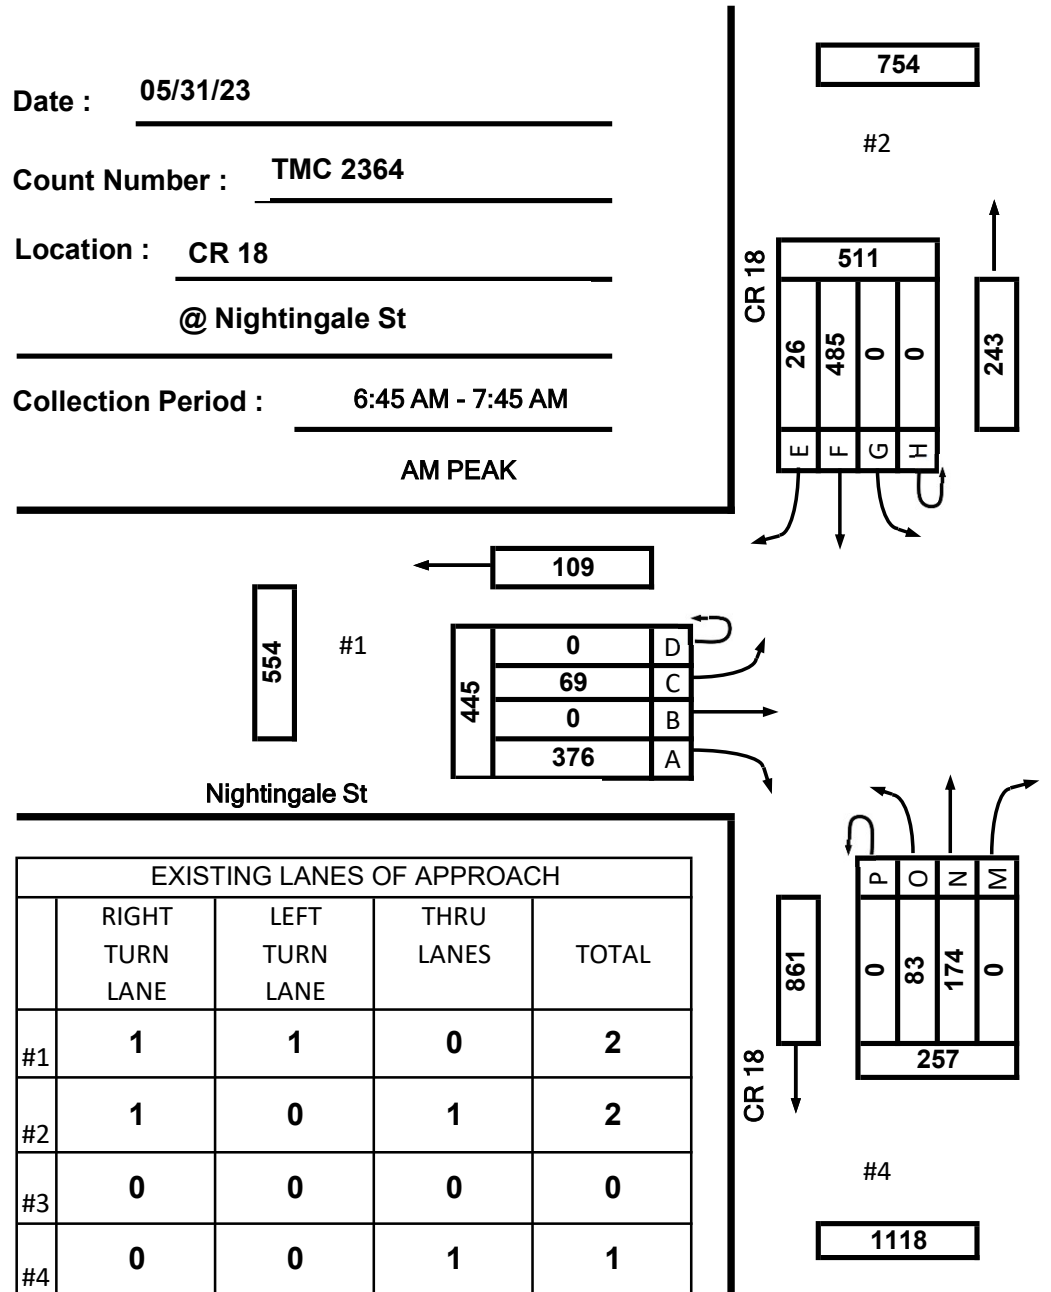 Date : 05/31/23
Count Number : TMC 2364
Location : CR 18
@ Nightingale St
Collection Period : 6:45 AM - 7:45 AM
AM PEAK
754
#2
CR 18
511
26 485 0 0
E F G H
243
109
554
#1
445
0 D
69 C
0 B
376 A
Nightingale St
EXISTING LANES OF APPROACH
RIGHT TURN LANE
LEFT TURN LANE
THRU LANES
TOTAL
#1 1 1 0 2
#2 1 0 1 2
#3 0 0 0 0
#4 0 0 1 1
861
CR 18
P O N M
0 83 174 0
257
#4
1118